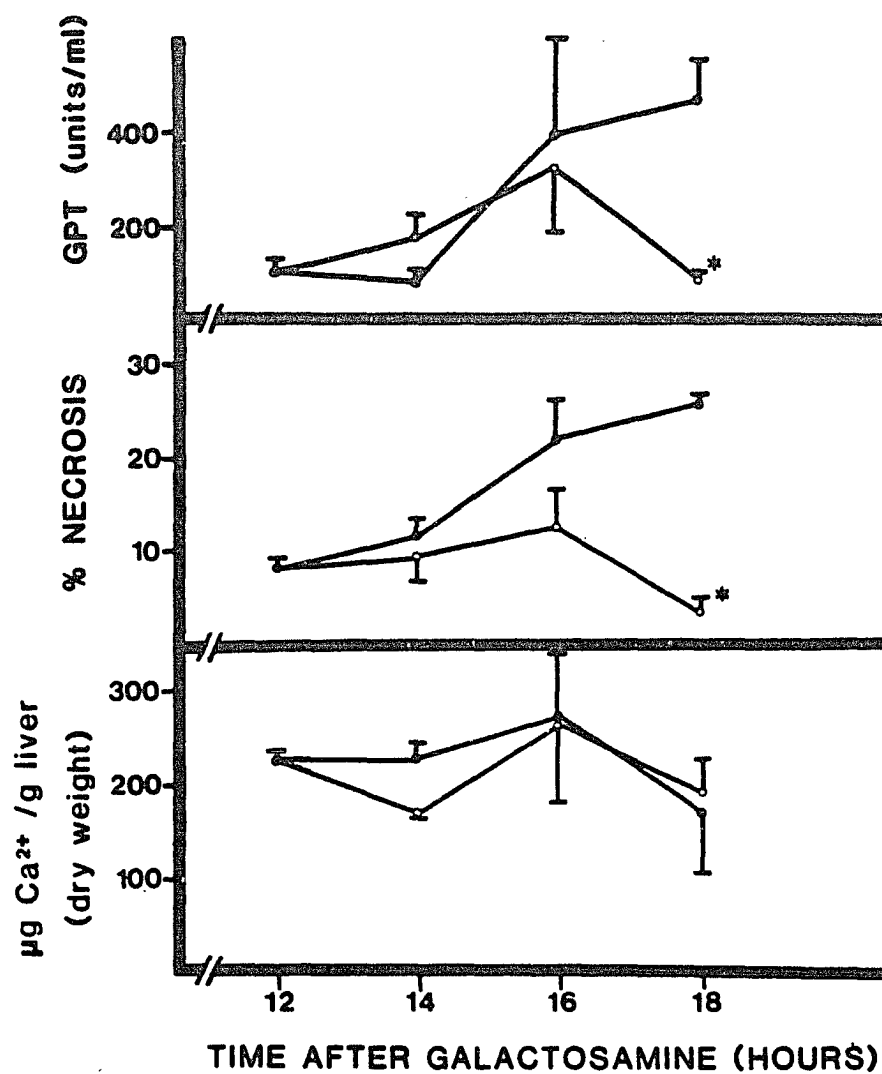 GPT (units/ml)
400
200
*
% NECROSIS
30
20
10
*
µg Ca²⁺ /g liver
(dry weight)
300
200
100
12 14 16 18
TIME AFTER GALACTOSAMINE (HOURS)